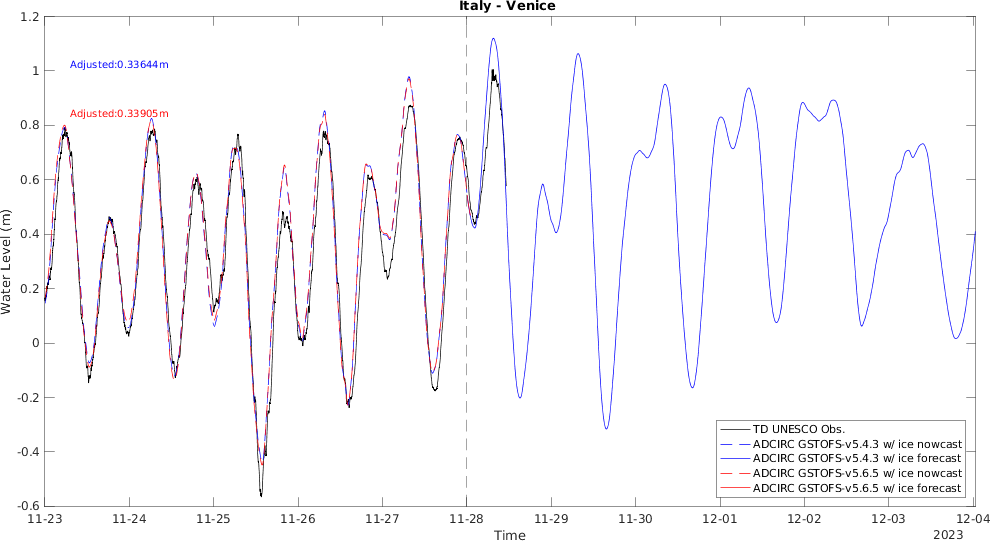 Italy - Venice
1.2
1
0.8
0.6
0.4
0.2
0
-0.2
-0.4
-0.6
Water Level (m)
Adjusted:0.33644m
Adjusted:0.33905m
TD UNESCO Obs.
ADCIRC GSTOFS-v5.4.3 w/ ice nowcast
ADCIRC GSTOFS-v5.4.3 w/ ice forecast
ADCIRC GSTOFS-v5.6.5 w/ ice nowcast
ADCIRC GSTOFS-v5.6.5 w/ ice forecast
11-23 11-24 11-25 11-26 11-27 11-28 11-29 11-30 12-01 12-02 12-03 12-04
Time
2023